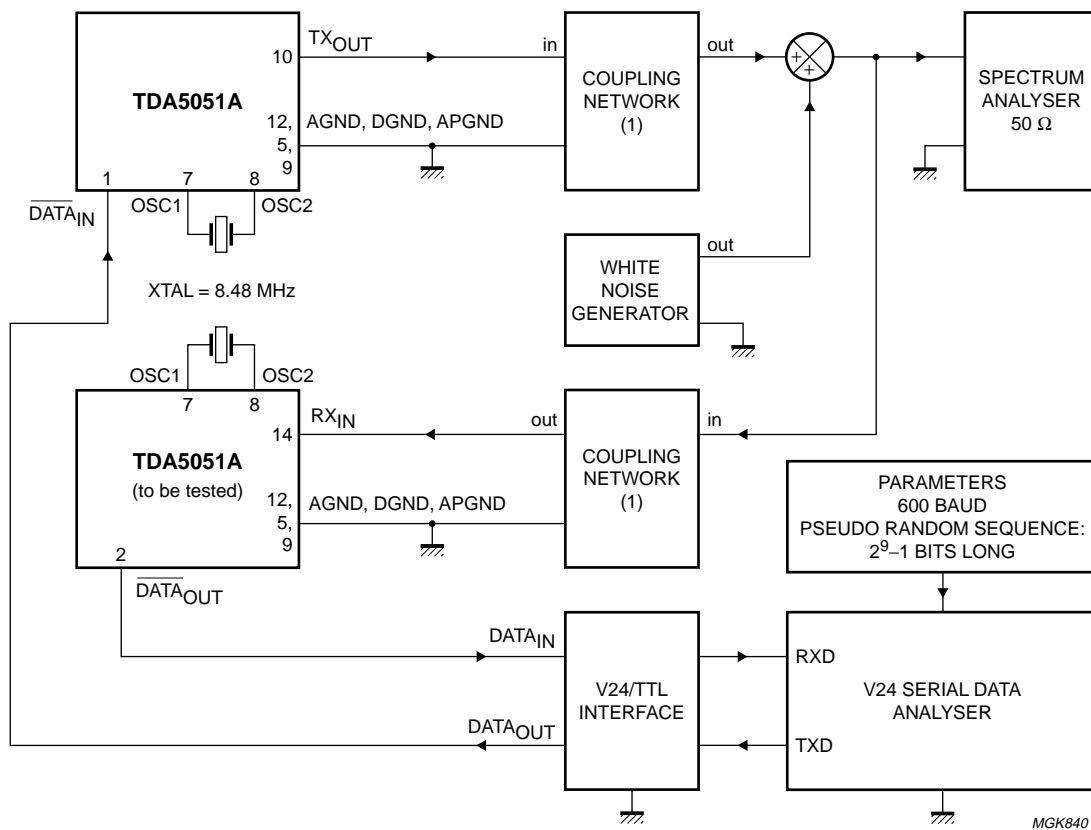 TDA5051A
10
TX_OUT
12,
5,
9
AGND, DGND, APGND
1
7
8
OSC1
OSC2
DATA_IN
XTAL = 8.48 MHz
in
COUPLING
NETWORK
(1)
out
+
+
SPECTRUM
ANALYSER
50 Ω
WHITE
NOISE
GENERATOR
out
OSC1
OSC2
7
8
TDA5051A
(to be tested)
14
RX_IN
12,
5,
9
AGND, DGND, APGND
2
DATA_OUT
out
COUPLING
NETWORK
(1)
in
PARAMETERS
600 BAUD
PSEUDO RANDOM SEQUENCE:
2⁹–1 BITS LONG
DATA_IN
DATA_OUT
V24/TTL
INTERFACE
RXD
TXD
V24 SERIAL DATA
ANALYSER
MGK840